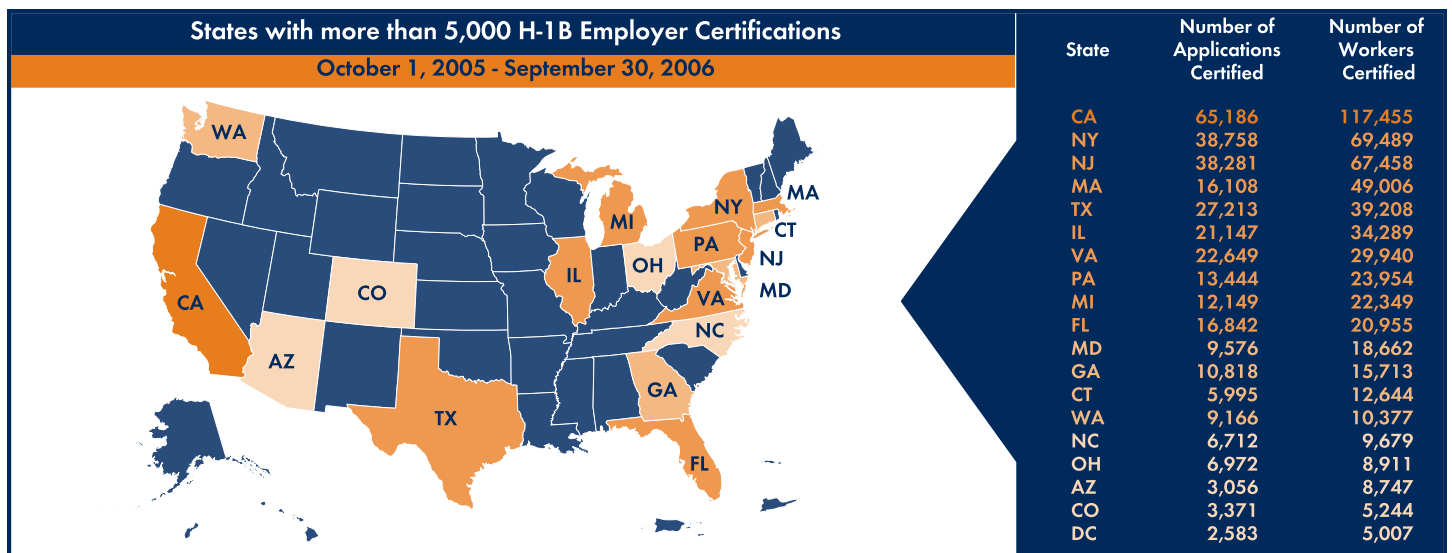 States with more than 5,000 H-1B Employer Certifications
October 1, 2005 - September 30, 2006
WA
MA
NY
MI
CT
PA
NJ
OH
IL
MD
CO
VA
CA
NC
AZ
GA
TX
FL
State
Number of
Applications
Certified
Number of
Workers
Certified
CA 65,186 117,455
NY 38,758 69,489
NJ 38,281 67,458
MA 16,108 49,006
TX 27,213 39,208
IL 21,147 34,289
VA 22,649 29,940
PA 13,444 23,954
MI 12,149 22,349
FL 16,842 20,955
MD 9,576 18,662
GA 10,818 15,713
CT 5,995 12,644
WA 9,166 10,377
NC 6,712 9,679
OH 6,972 8,911
AZ 3,056 8,747
CO 3,371 5,244
DC 2,583 5,007